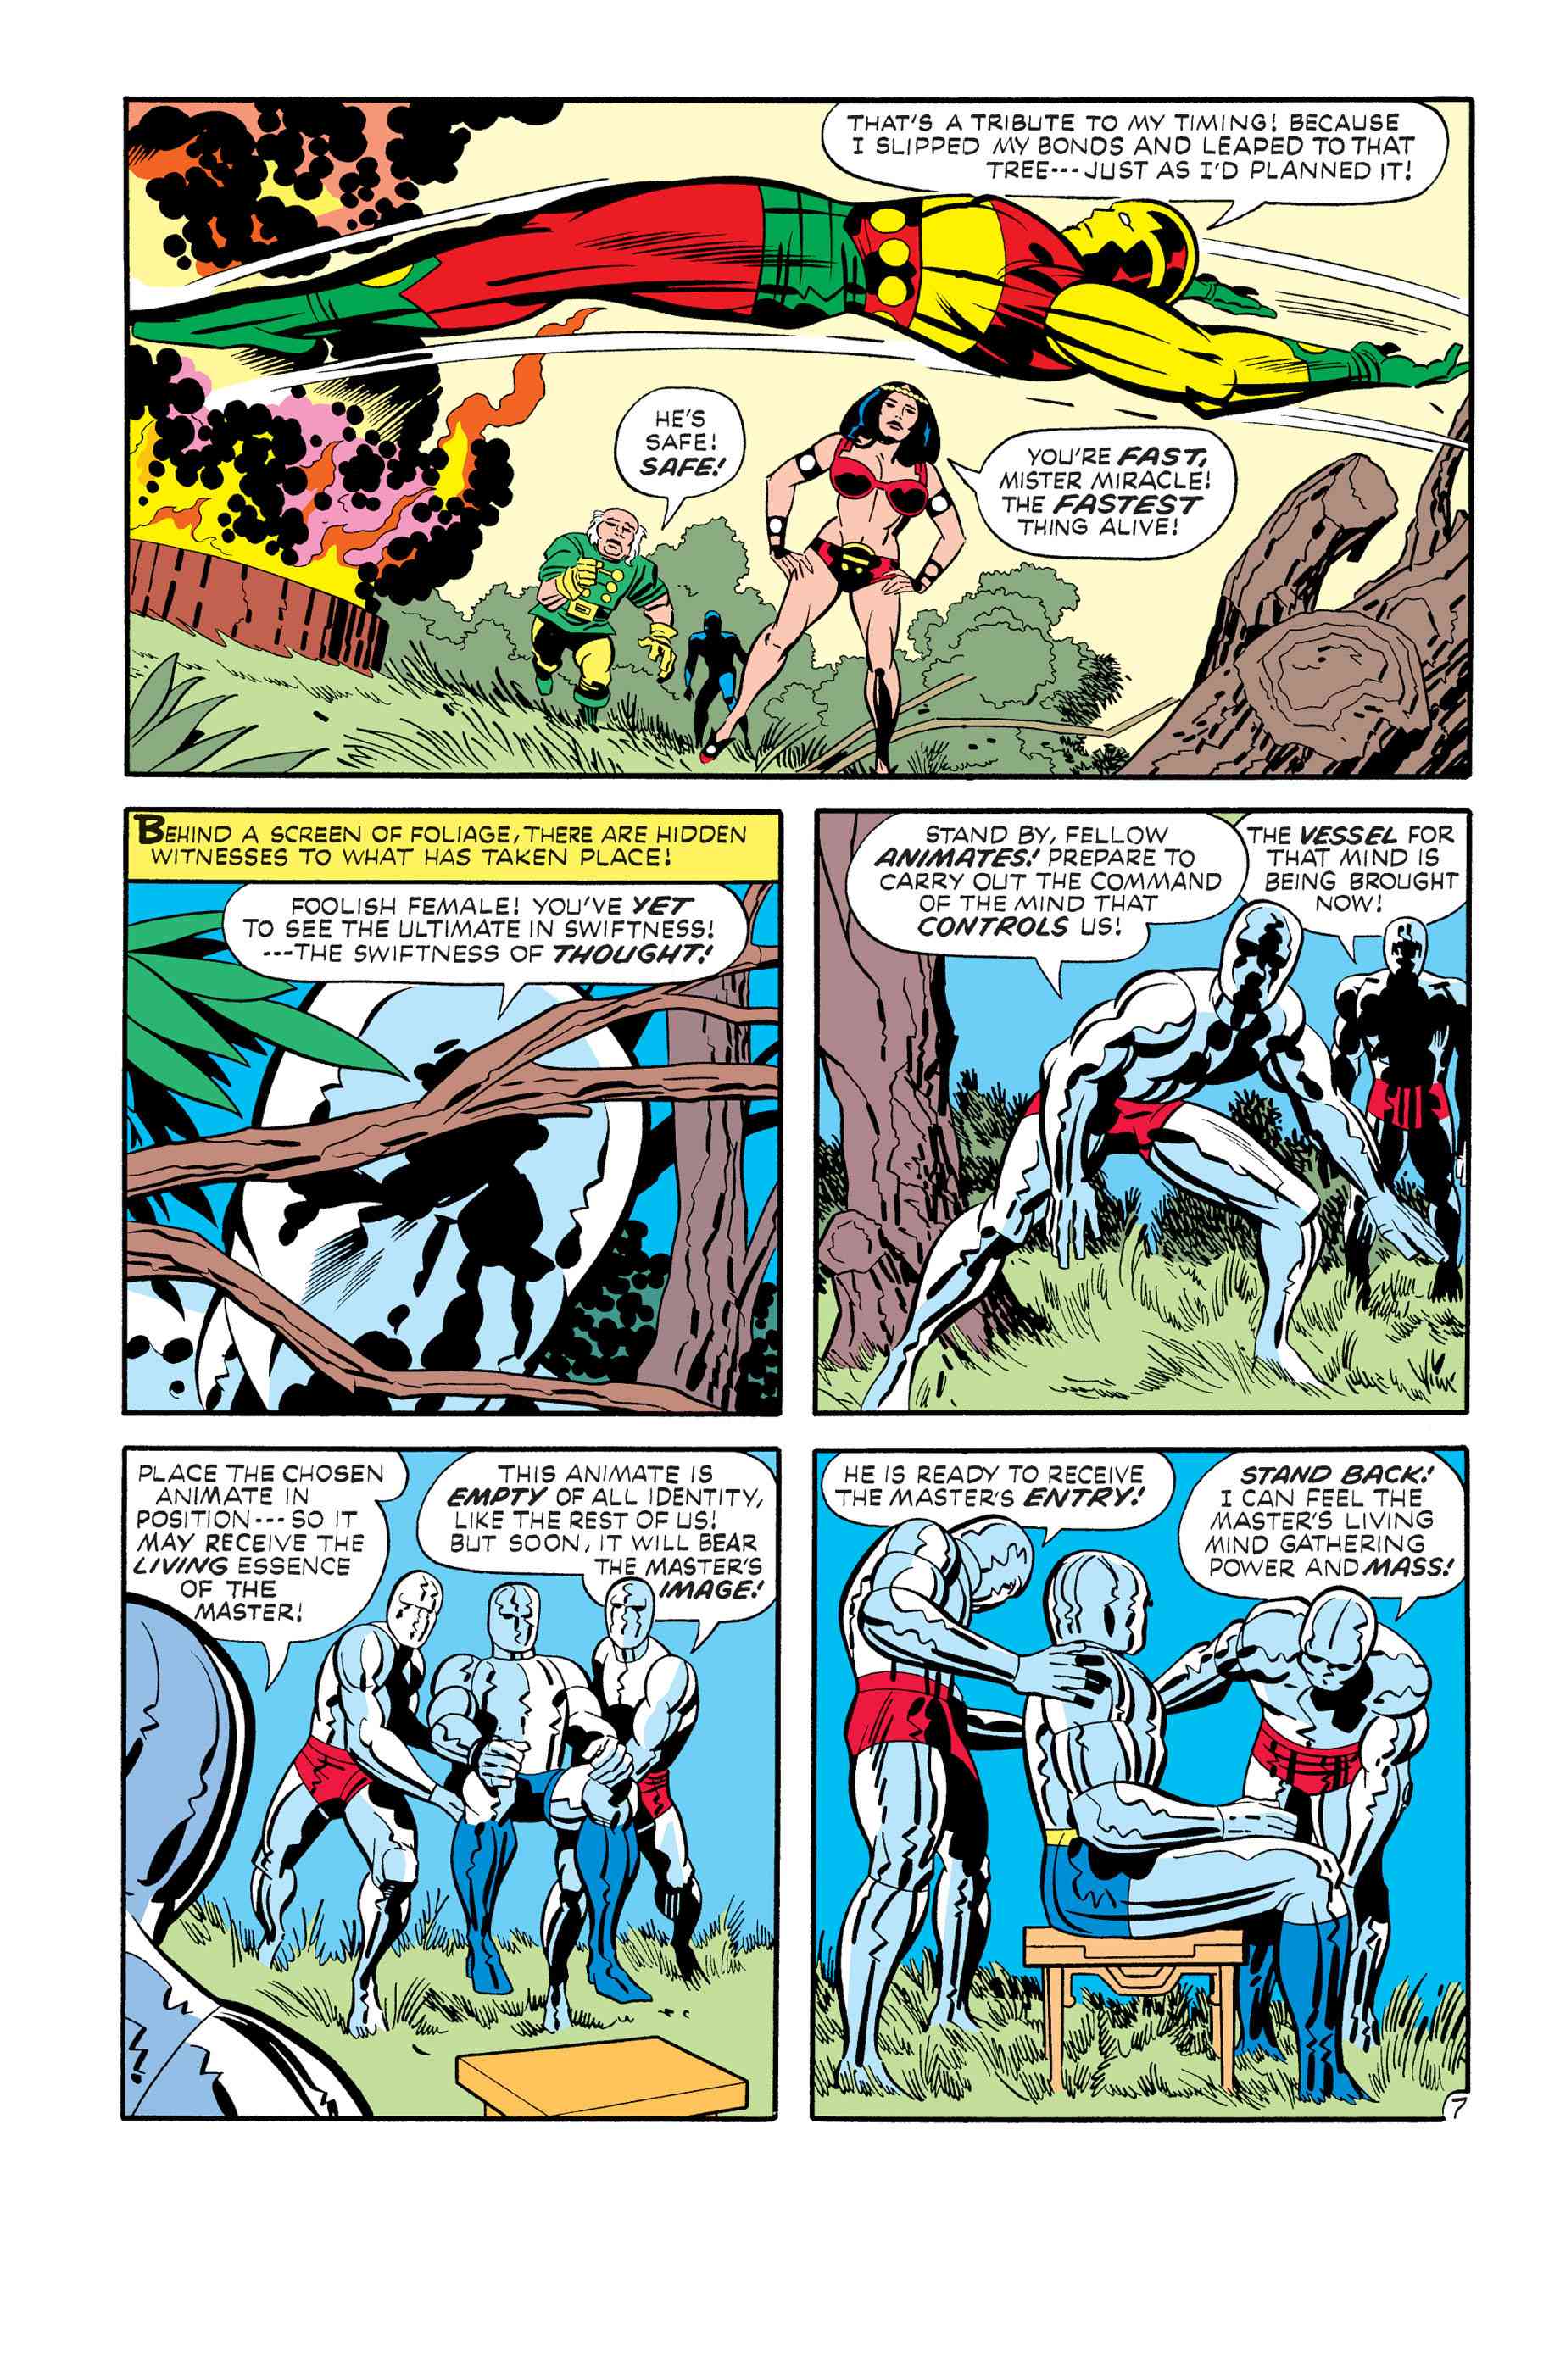 THAT'S A TRIBUTE TO MY TIMING! BECAUSE
I SLIPPED MY BONDS AND LEAPED TO THAT
TREE---JUST AS I'D PLANNED IT!
HE'S
SAFE!
SAFE!
YOU'RE FAST,
MISTER MIRACLE!
THE FASTEST
THING ALIVE!
BEHIND A SCREEN OF FOLIAGE, THERE ARE HIDDEN
WITNESSES TO WHAT HAS TAKEN PLACE!
FOOLISH FEMALE! YOU'VE YET
TO SEE THE ULTIMATE IN SWIFTNESS!
---THE SWIFTNESS OF THOUGHT!
STAND BY, FELLOW
ANIMATES! PREPARE TO
CARRY OUT THE COMMAND
OF THE MIND THAT
CONTROLS US!
THE VESSEL FOR
THAT MIND IS
BEING BROUGHT
NOW!
PLACE THE CHOSEN
ANIMATE IN
POSITION---SO IT
MAY RECEIVE THE
LIVING ESSENCE
OF THE
MASTER!
THIS ANIMATE IS
EMPTY OF ALL IDENTITY,
LIKE THE REST OF US!
BUT SOON, IT WILL BEAR
THE MASTER'S
IMAGE!
HE IS READY TO RECEIVE
THE MASTER'S ENTRY!
STAND BACK!
I CAN FEEL THE
MASTER'S LIVING
MIND GATHERING
POWER AND MASS!
7